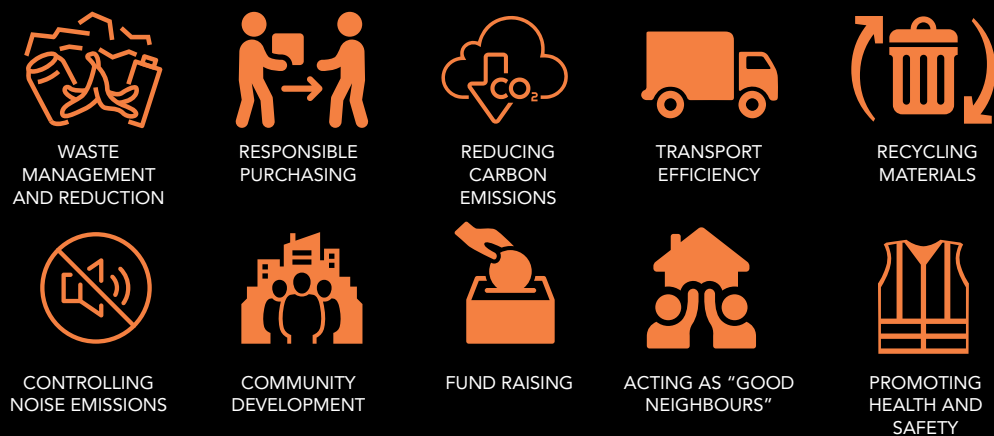 CO₂
WASTE
MANAGEMENT
AND REDUCTION
RESPONSIBLE
PURCHASING
REDUCING
CARBON
EMISSIONS
TRANSPORT
EFFICIENCY
RECYCLING
MATERIALS
CONTROLLING
NOISE EMISSIONS
COMMUNITY
DEVELOPMENT
FUND RAISING
ACTING AS “GOOD
NEIGHBOURS”
PROMOTING
HEALTH AND
SAFETY